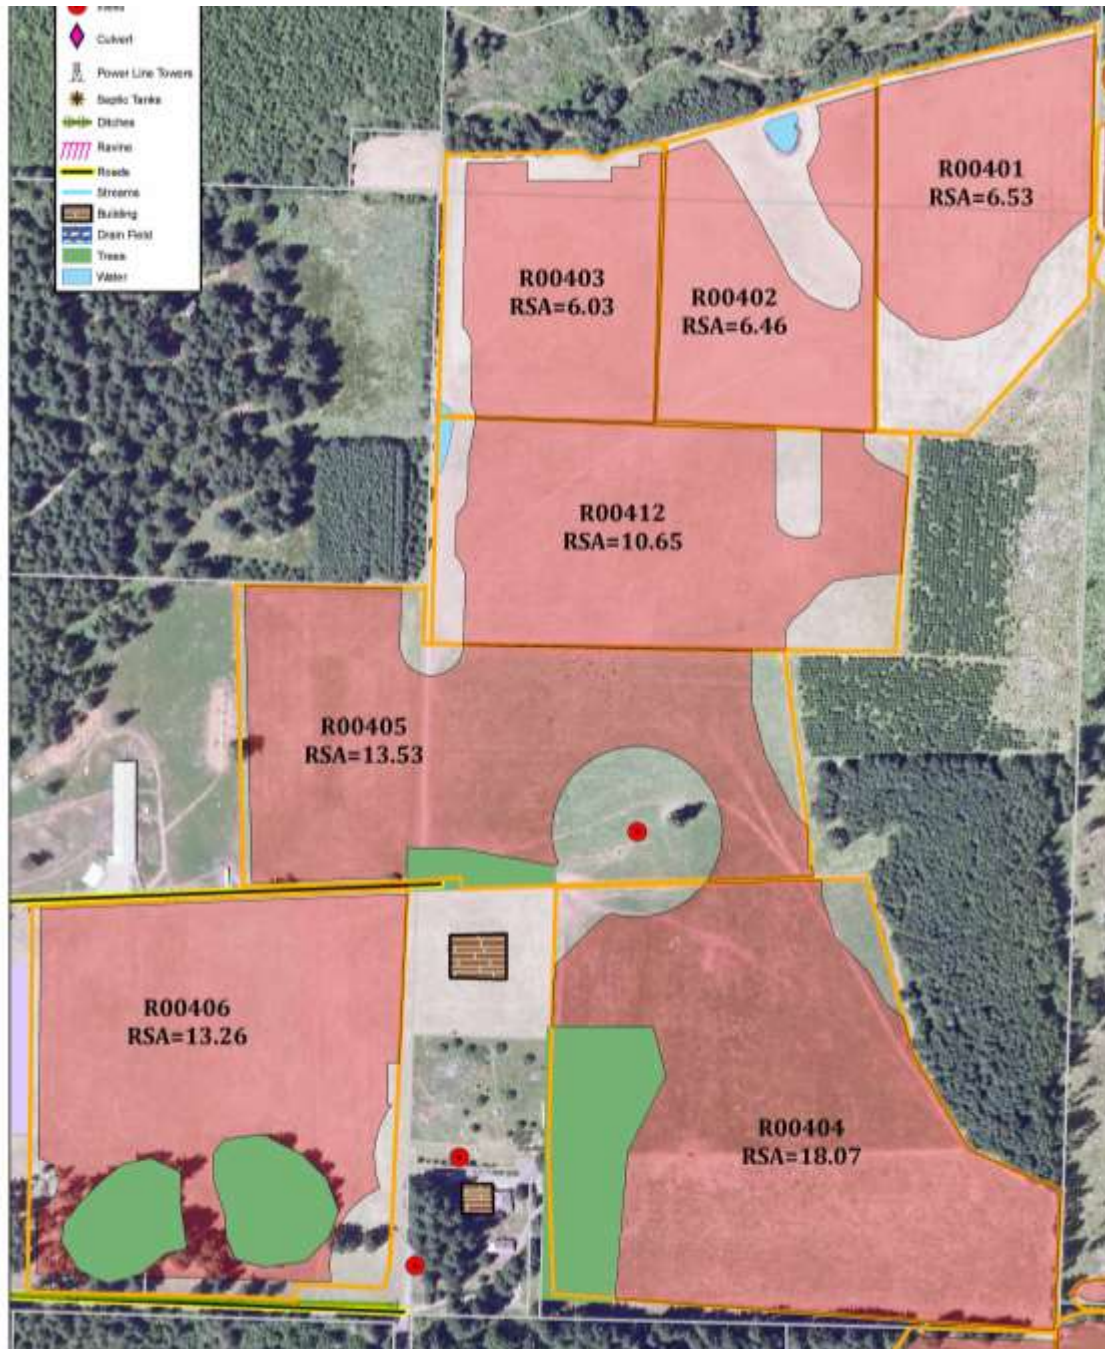 Culvert
Power Line Towers
Septic Tanks
Ditches
Ravine
Roads
Streams
Building
Drain Field
Trees
Water
R00401
RSA=6.53
R00403
RSA=6.03
R00402
RSA=6.46
R00412
RSA=10.65
R00405
RSA=13.53
R00406
RSA=13.26
R00404
RSA=18.07